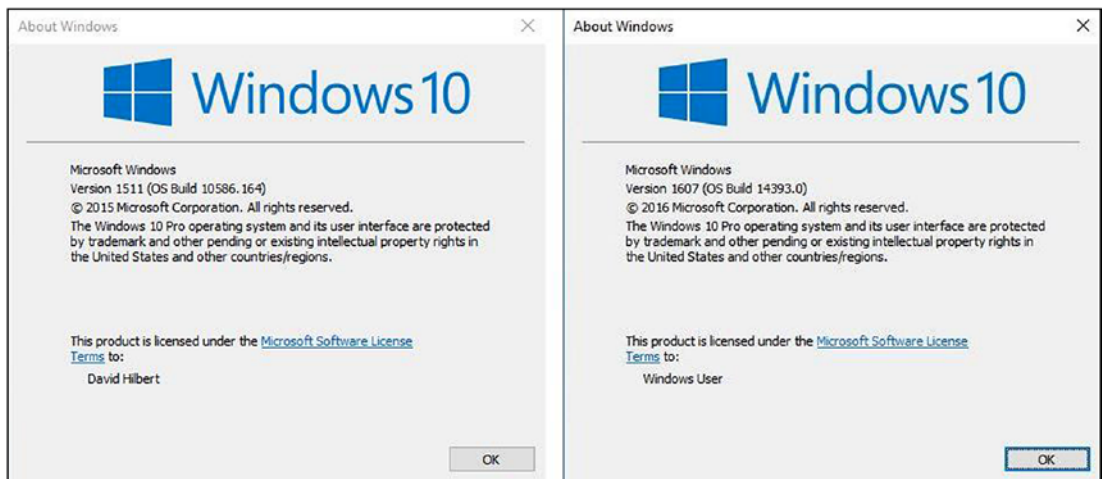 About Windows
Windows 10
Microsoft Windows
Version 1511 (OS Build 10586.164)
© 2015 Microsoft Corporation. All rights reserved.
The Windows 10 Pro operating system and its user interface are protected
by trademark and other pending or existing intellectual property rights in
the United States and other countries/regions.
This product is licensed under the Microsoft Software License
Terms to:
David Hilbert
OK
About Windows
Windows 10
Microsoft Windows
Version 1607 (OS Build 14393.0)
© 2016 Microsoft Corporation. All rights reserved.
The Windows 10 Pro operating system and its user interface are protected
by trademark and other pending or existing intellectual property rights in
the United States and other countries/regions.
This product is licensed under the Microsoft Software License
Terms to:
Windows User
OK